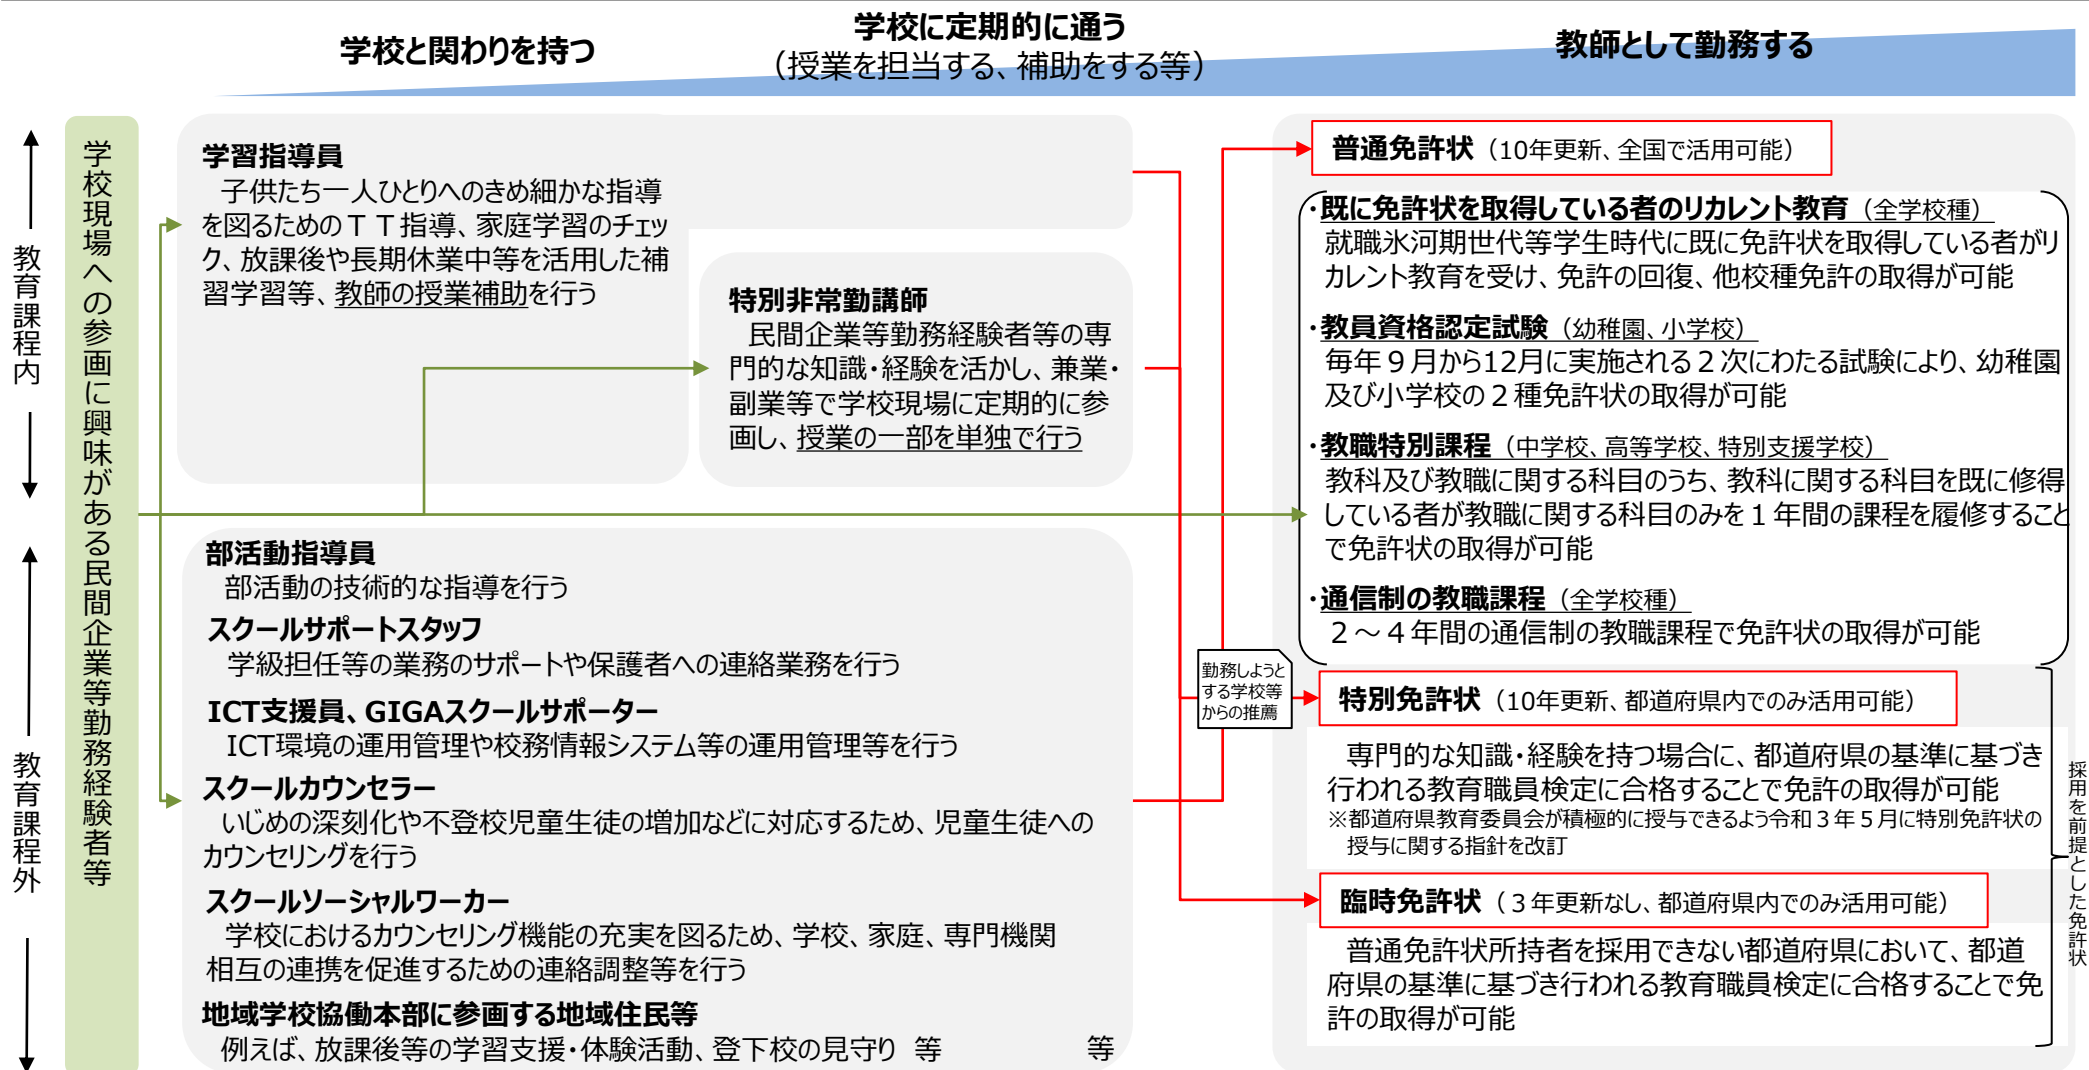 学校と関わりを持つ
学校に定期的に通う
（授業を担当する、補助をする等）
教師として勤務する
教育課程内
教育課程外
学校現場への参画に興味がある民間企業等勤務経験者等
学習指導員
子供たち一人ひとりへのきめ細かな指導
を図るためのＴＴ指導、家庭学習のチェッ
ク、放課後や長期休業中等を活用した補
習学習等、教師の授業補助を行う
特別非常勤講師
民間企業等勤務経験者等の専
門的な知識・経験を活かし、兼業・
副業等で学校現場に定期的に参
画し、授業の一部を単独で行う
部活動指導員
部活動の技術的な指導を行う
スクールサポートスタッフ
学級担任等の業務のサポートや保護者への連絡業務を行う
ICT支援員、GIGAスクールサポーター
ICT環境の運用管理や校務情報システム等の運用管理等を行う
スクールカウンセラー
いじめの深刻化や不登校児童生徒の増加などに対応するため、児童生徒への
カウンセリングを行う
スクールソーシャルワーカー
学校におけるカウンセリング機能の充実を図るため、学校、家庭、専門機関
相互の連携を促進するための連絡調整等を行う
地域学校協働本部に参画する地域住民等
例えば、放課後等の学習支援・体験活動、登下校の見守り 等 等
勤務しようと
する学校等
からの推薦
普通免許状（10年更新、全国で活用可能）
・既に免許状を取得している者のリカレント教育（全学校種）
就職氷河期世代等学生時代に既に免許状を取得している者がリ
カレント教育を受け、免許の回復、他校種免許の取得が可能
・教員資格認定試験（幼稚園、小学校）
毎年９月から12月に実施される２次にわたる試験により、幼稚園
及び小学校の２種免許状の取得が可能
・教職特別課程（中学校、高等学校、特別支援学校）
教科及び教職に関する科目のうち、教科に関する科目を既に修得
している者が教職に関する科目のみを１年間の課程を履修すること
で免許状の取得が可能
・通信制の教職課程（全学校種）
２～４年間の通信制の教職課程で免許状の取得が可能
特別免許状（10年更新、都道府県内でのみ活用可能）
専門的な知識・経験を持つ場合に、都道府県の基準に基づき
行われる教育職員検定に合格することで免許の取得が可能
※都道府県教育委員会が積極的に授与できるよう令和３年５月に特別免許状の
授与に関する指針を改訂
臨時免許状（３年更新なし、都道府県内でのみ活用可能）
普通免許状所持者を採用できない都道府県において、都道
府県の基準に基づき行われる教育職員検定に合格することで免
許の取得が可能
採用を前提とした免許状